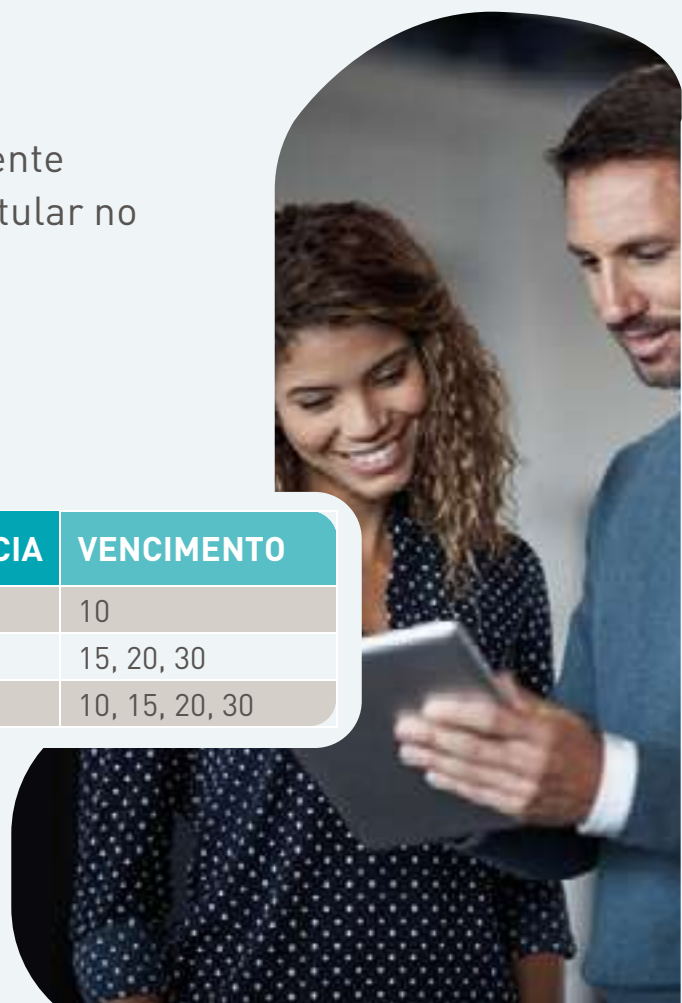 ente
tular no
CIA VENCIMENTO
10
15, 20, 30
10, 15, 20, 30